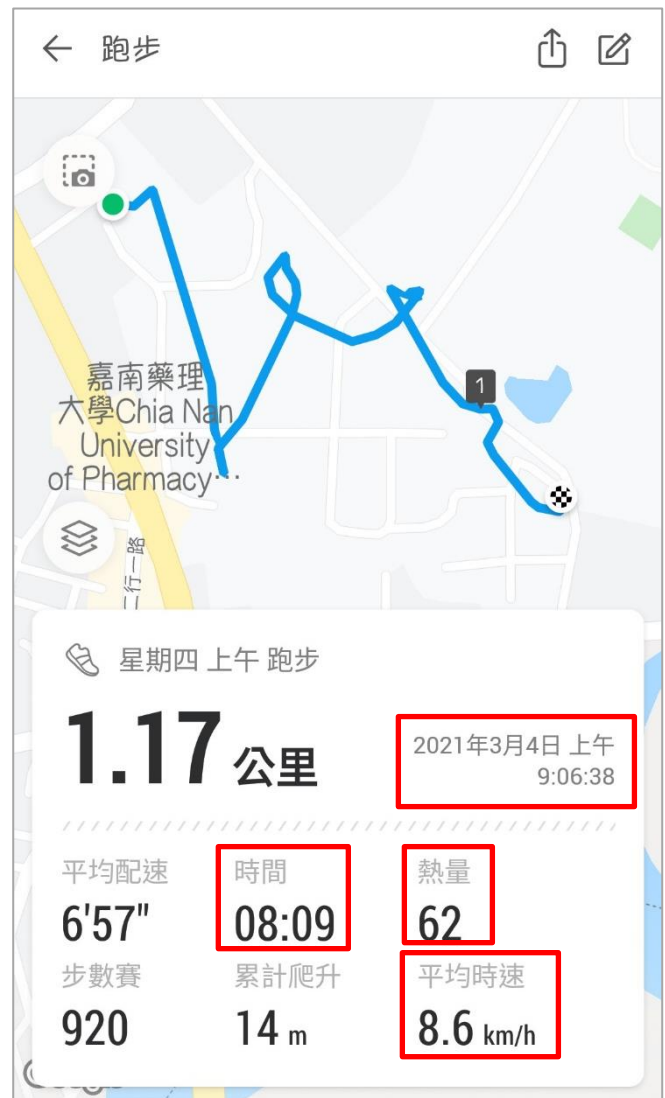 跑步
嘉南藥理
大學Chia Nan
University
of Pharmacy…
二行一路
1
星期四 上午 跑步
1.17 公里
2021年3月4日 上午
9:06:38
平均配速 時間 熱量
6'57" 08:09 62
步數賽 累計爬升 平均時速
920 14 m 8.6 km/h